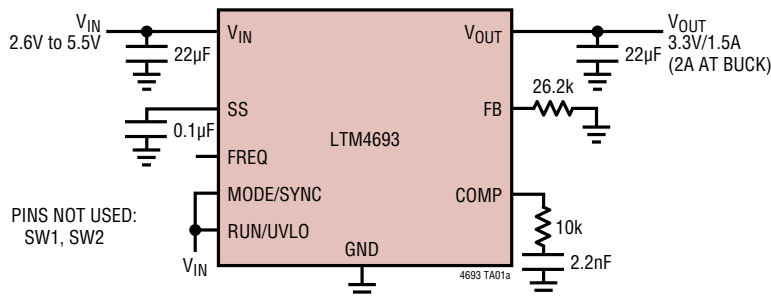 VIN
2.6V to 5.5V
22µF
VIN
VOUT
VOUT
3.3V/1.5A
(2A AT BUCK)
22µF
26.2k
SS
FB
0.1µF
LTM4693
FREQ
MODE/SYNC
COMP
PINS NOT USED:
SW1, SW2
RUN/UVLO
10k
VIN
GND
2.2nF
4693 TA01a